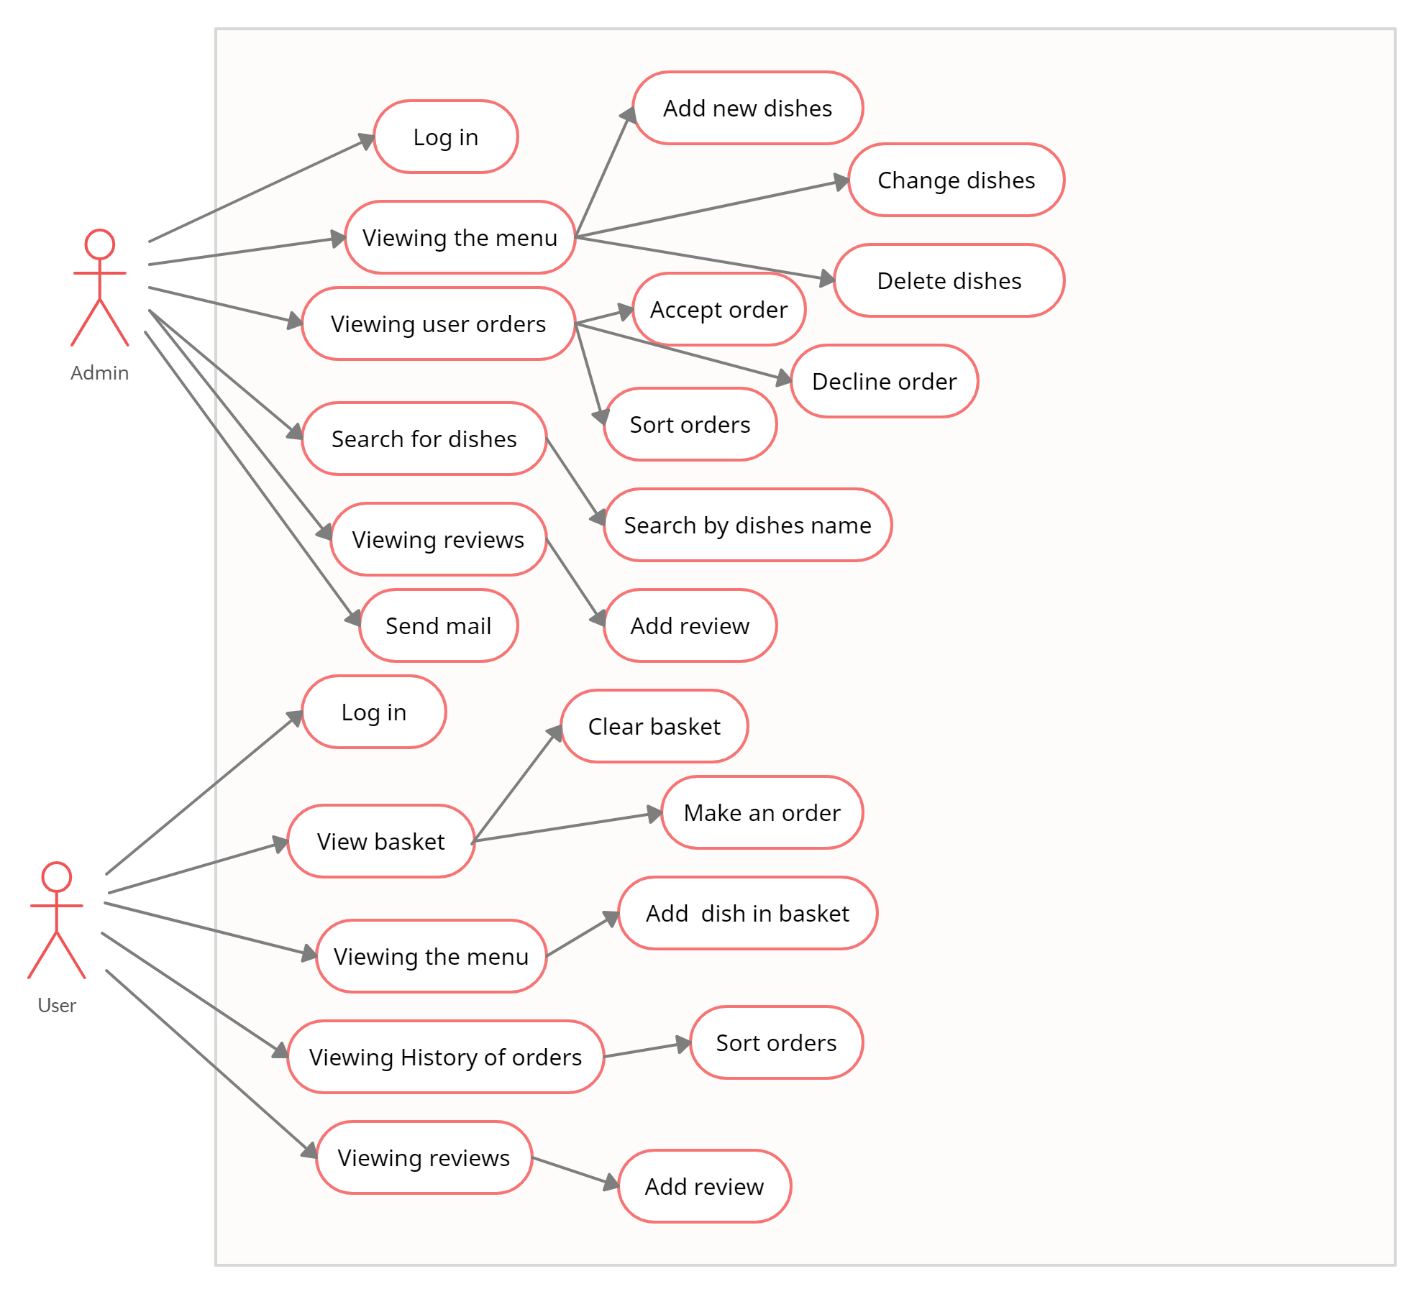 Add new dishes
Log in
Change dishes
Viewing the menu
Delete dishes
Accept order
Viewing user orders
Admin
Decline order
Sort orders
Search for dishes
Search by dishes name
Viewing reviews
Send mail
Add review
Log in
Clear basket
Make an order
View basket
Add  dish in basket
Viewing the menu
User
Sort orders
Viewing History of orders
Viewing reviews
Add review